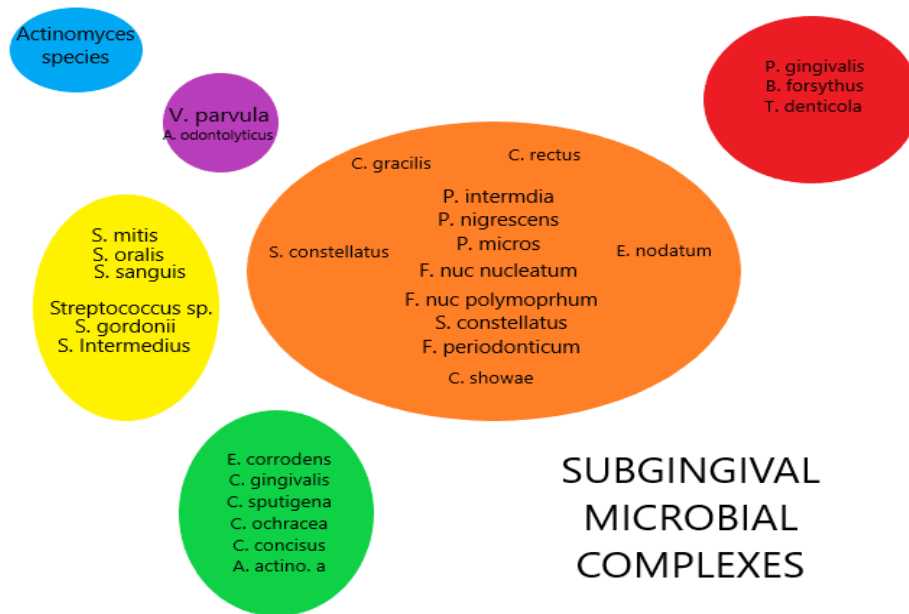 Actinomyces
species
V. parvula
A. odontolyticus
P. gingivalis
B. forsythus
T. denticola
C. gracilis
C. rectus
P. intermdia
P. nigrescens
P. micros
S. constellatus
E. nodatum
F. nuc nucleatum
F. nuc polymoprhum
S. constellatus
F. periodonticum
C. showae
S. mitis
S. oralis
S. sanguis
Streptococcus sp.
S. gordonii
S. Intermedius
E. corrodens
C. gingivalis
C. sputigena
C. ochracea
C. concisus
A. actino. a
SUBGINGIVAL
MICROBIAL
COMPLEXES